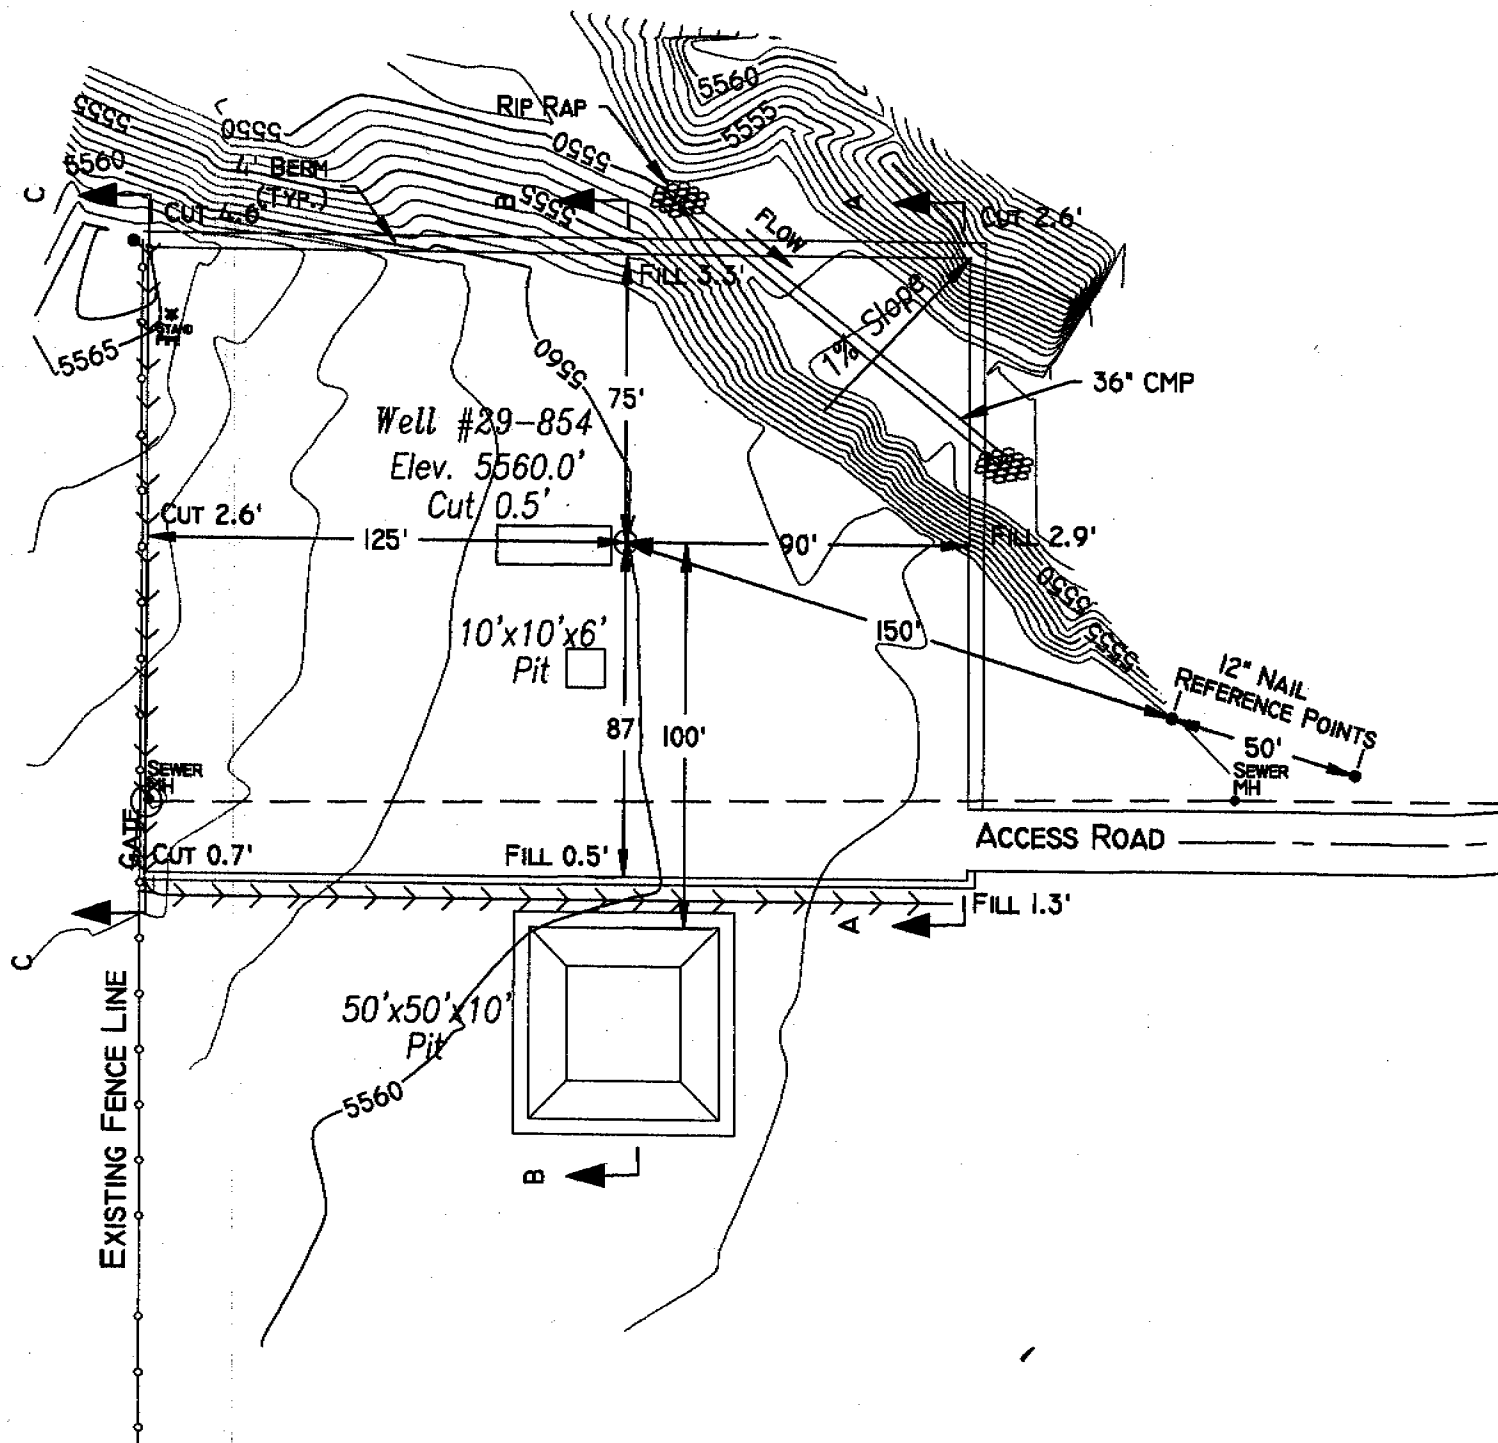 5560
RIP RAP
5555
5555
5550
5550
5560
4' BERM
(TYP.)
C
B
5555
A
FLOW
CUT 2.6'
FILL 3.3'
1% Slope
5565
STAND
PIPE
5560
75'
36" CMP
Well #29-854
Elev. 5560.0'
Cut 0.5'
CUT 2.6'
125'
90'
FILL 2.9'
5550
10'x10'x6'
Pit
150'
5555
12" NAIL
REFERENCE POINTS
87
100'
50'
SEWER
MH
SEWER
MH
GATE
ACCESS ROAD
CUT 0.7'
FILL 0.5'
FILL 1.3'
A
C
EXISTING FENCE LINE
50'x50'x10'
Pit
5560
B